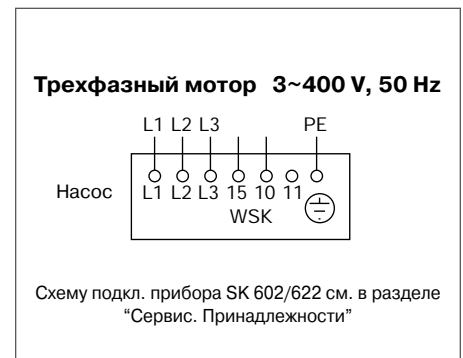 Трехфазный мотор 3~400 V, 50 Hz
L1 L2 L3 PE
Насос L1 L2 L3 15 10 11
WSK
Схему подкл. прибора SK 602/622 см. в разделе
“Сервис. Принадлежности”